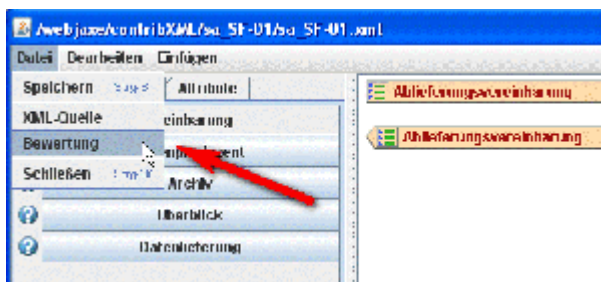 /webjaxe/contribXML/sa_SF-01/sa_SF-01.xml
Datei Bearbeiten Einfügen
Speichern
Attribute
XML-Quelle
einbarung
Bewertung
Schließen
Archiv
Überblick
Datenlieferung
Ablieferungsvereinbarung
Ablieferungsvereinbarung